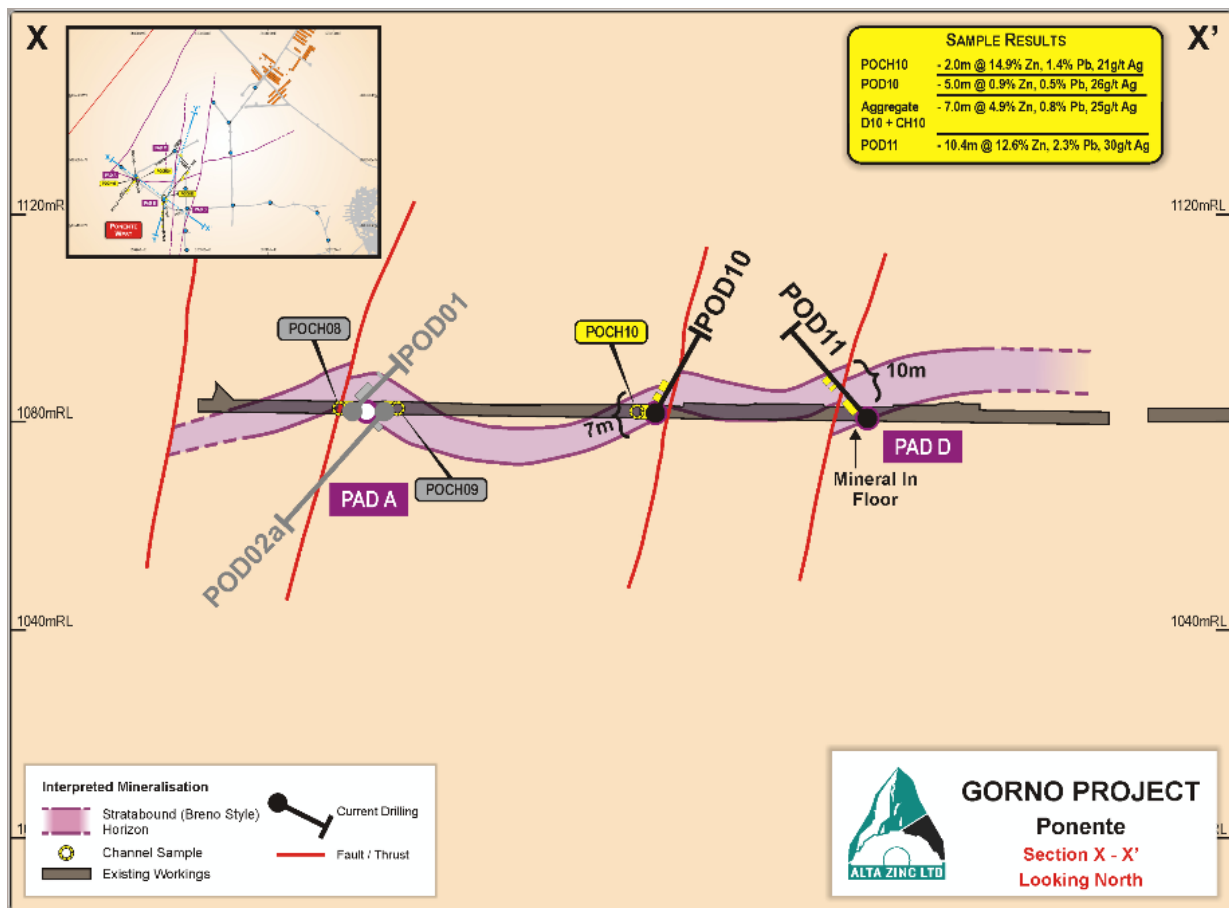 X
X'
SAMPLE RESULTS
POCH10 - 2.0m @ 14.9% Zn, 1.4% Pb, 21g/t Ag
POD10 - 5.0m @ 0.9% Zn, 0.5% Pb, 26g/t Ag
Aggregate - 7.0m @ 4.9% Zn, 0.8% Pb, 25g/t Ag
D10 + CH10
POD11 - 10.4m @ 12.6% Zn, 2.3% Pb, 30g/t Ag
PONENTE
WEST
1120mR
1120mRL
POD10
POD11
POD01
POCH08
POCH10
10m
1080mRL
1080mRL
7m
PAD D
Mineral In
Floor
POCH09
PAD A
POD02a
1040mRL
1040mRL
Interpreted Mineralisation
Stratabound (Breno Style)
Horizon
Channel Sample
Existing Workings
Current Drilling
Fault / Thrust
ALTA ZINC LTD
GORNO PROJECT
Ponente
Section X - X'
Looking North